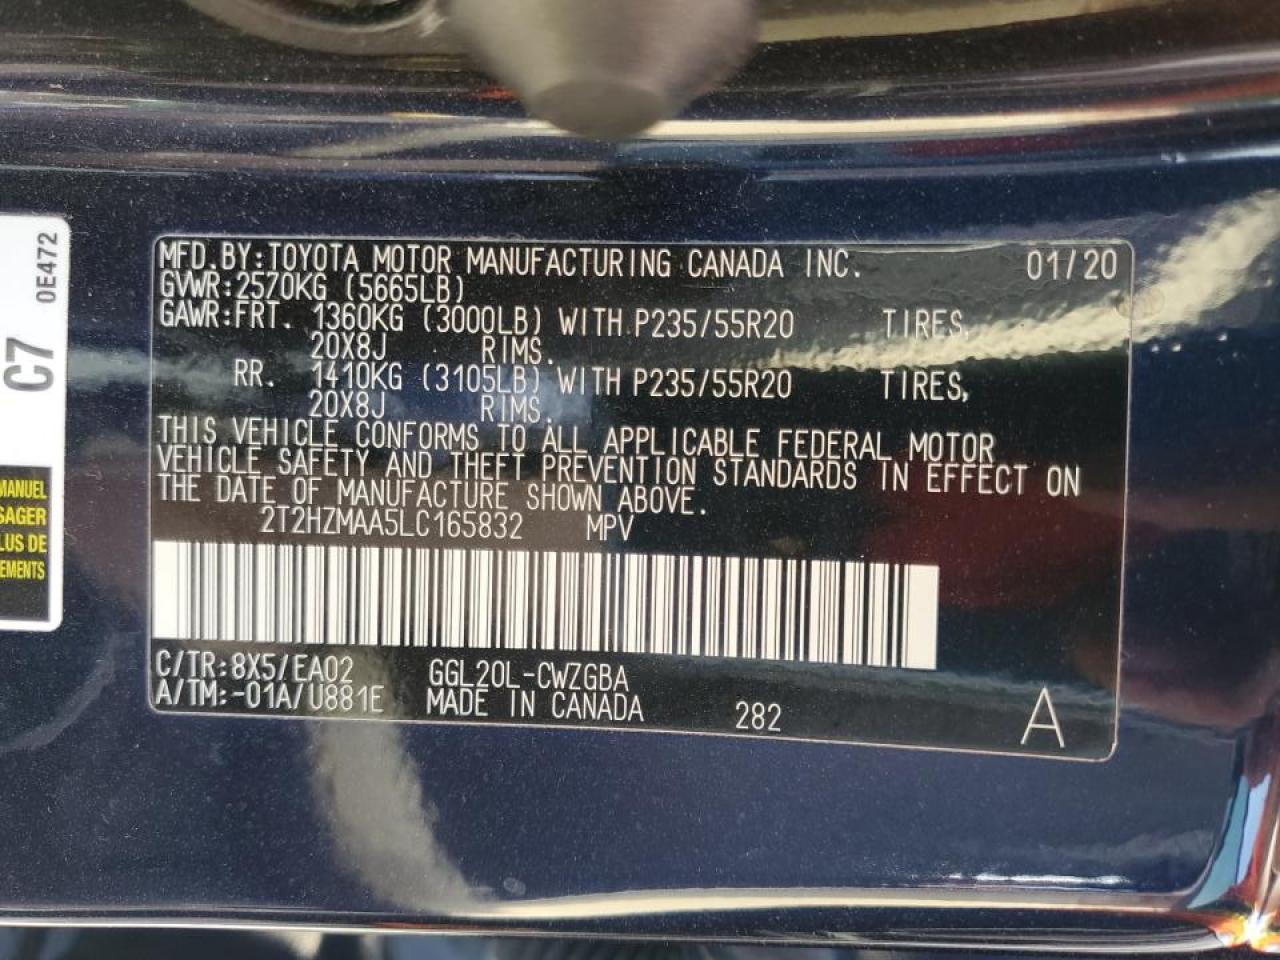 MFD.BY:TOYOTA MOTOR MANUFACTURING CANADA INC. 01/20
GVWR:2570KG (5665LB)
GAWR:FRT. 1360KG (3000LB) WITH P235/55R20 TIRES,
20X8J RIMS.
RR. 1410KG (3105LB) WITH P235/55R20 TIRES,
20X8J RIMS.
THIS VEHICLE CONFORMS TO ALL APPLICABLE FEDERAL MOTOR
VEHICLE SAFETY AND THEFT PREVENTION STANDARDS IN EFFECT ON
THE DATE OF MANUFACTURE SHOWN ABOVE.
2T2HZMAA5LC165832 MPV
C/TR:8X5/EA02 GGL20L-CWZGBA
A/TM:-01A/U881E MADE IN CANADA 282 A
C7 0E472
MANUEL
SAGER
LUS DE
EMENTS